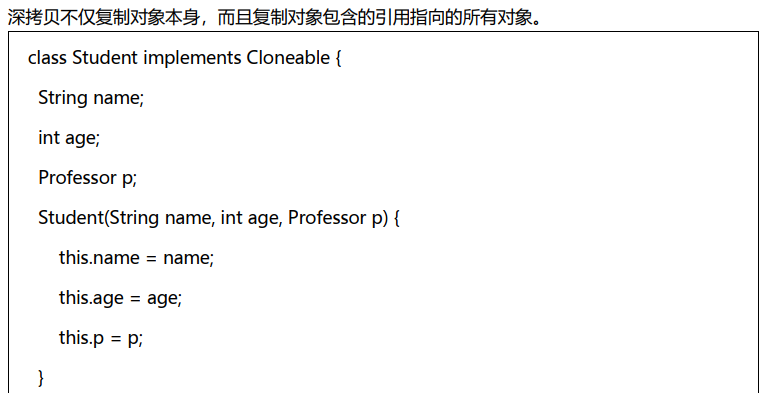 深拷贝不仅复制对象本身，而且复制对象包含的引用指向的所有对象。
class Student implements Cloneable {
String name;
int age;
Professor p;
Student(String name, int age, Professor p) {
this.name = name;
this.age = age;
this.p = p;
}